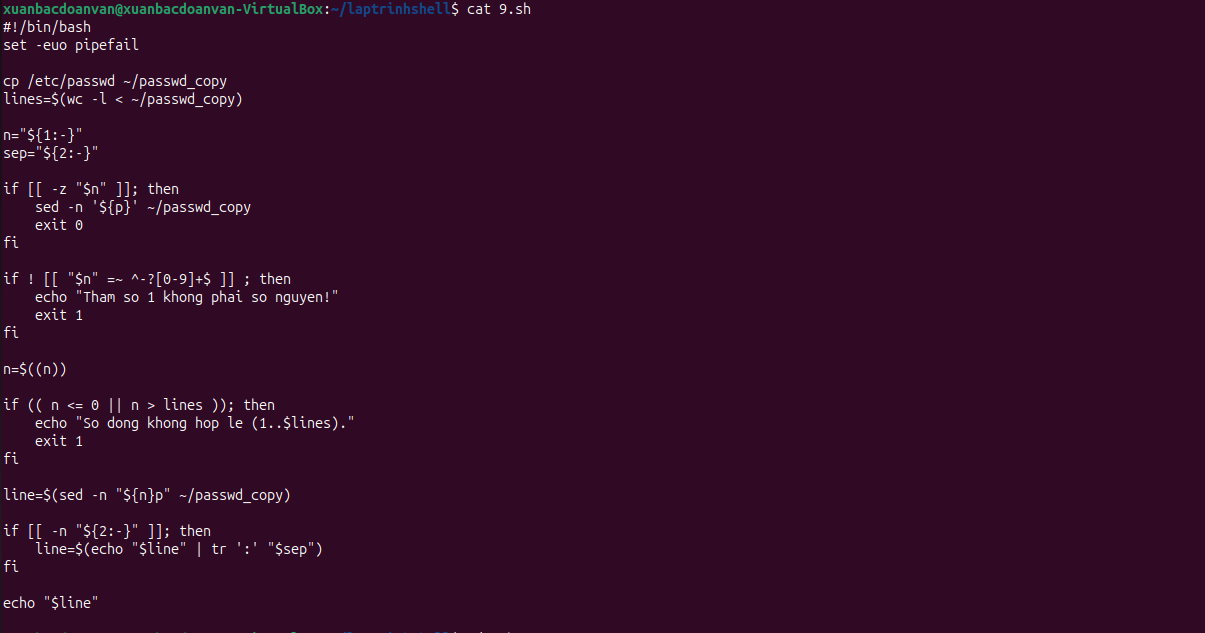 xuanbacdoanvan@xuanbacdoanvan-VirtualBox:~/laptrinhshell$ cat 9.sh
#!/bin/bash
set -euo pipefail

cp /etc/passwd ~/passwd_copy
lines=$(wc -l < ~/passwd_copy)

n="${1:-}"
sep="${2:-}"

if [[ -z "$n" ]]; then
    sed -n '${p}' ~/passwd_copy
    exit 0
fi

if ! [[ "$n" =~ ^-?[0-9]+$ ]] ; then
    echo "Tham so 1 khong phai so nguyen!"
    exit 1
fi

n=$((n))

if (( n <= 0 || n > lines )); then
    echo "So dong khong hop le (1..$lines)."
    exit 1
fi

line=$(sed -n "${n}p" ~/passwd_copy)

if [[ -n "${2:-}" ]]; then
    line=$(echo "$line" | tr ':' "$sep")
fi

echo "$line"